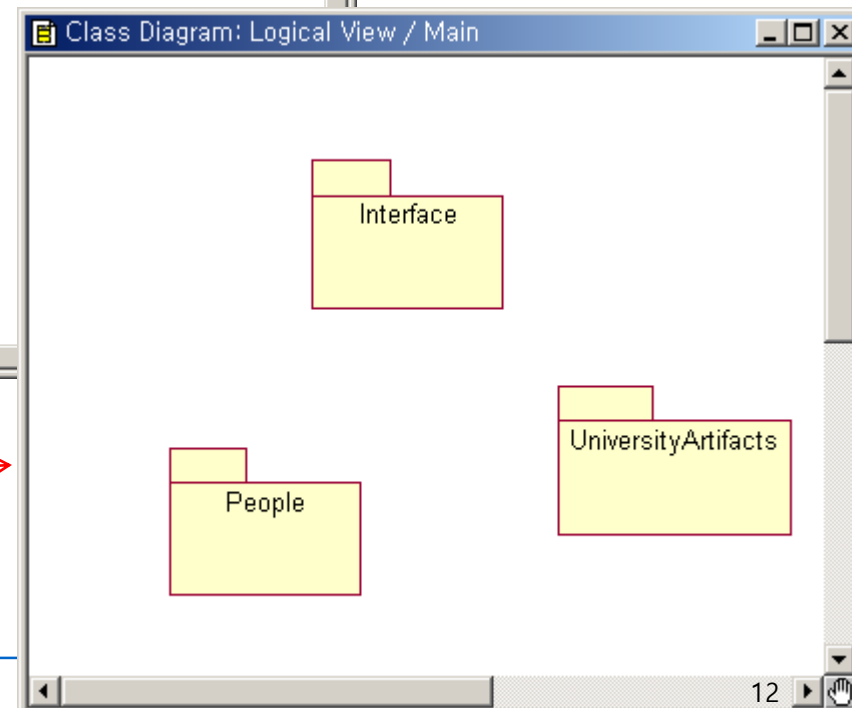 Class Diagram: Logical View / Main
Interface
UniversityArtifacts
People
12